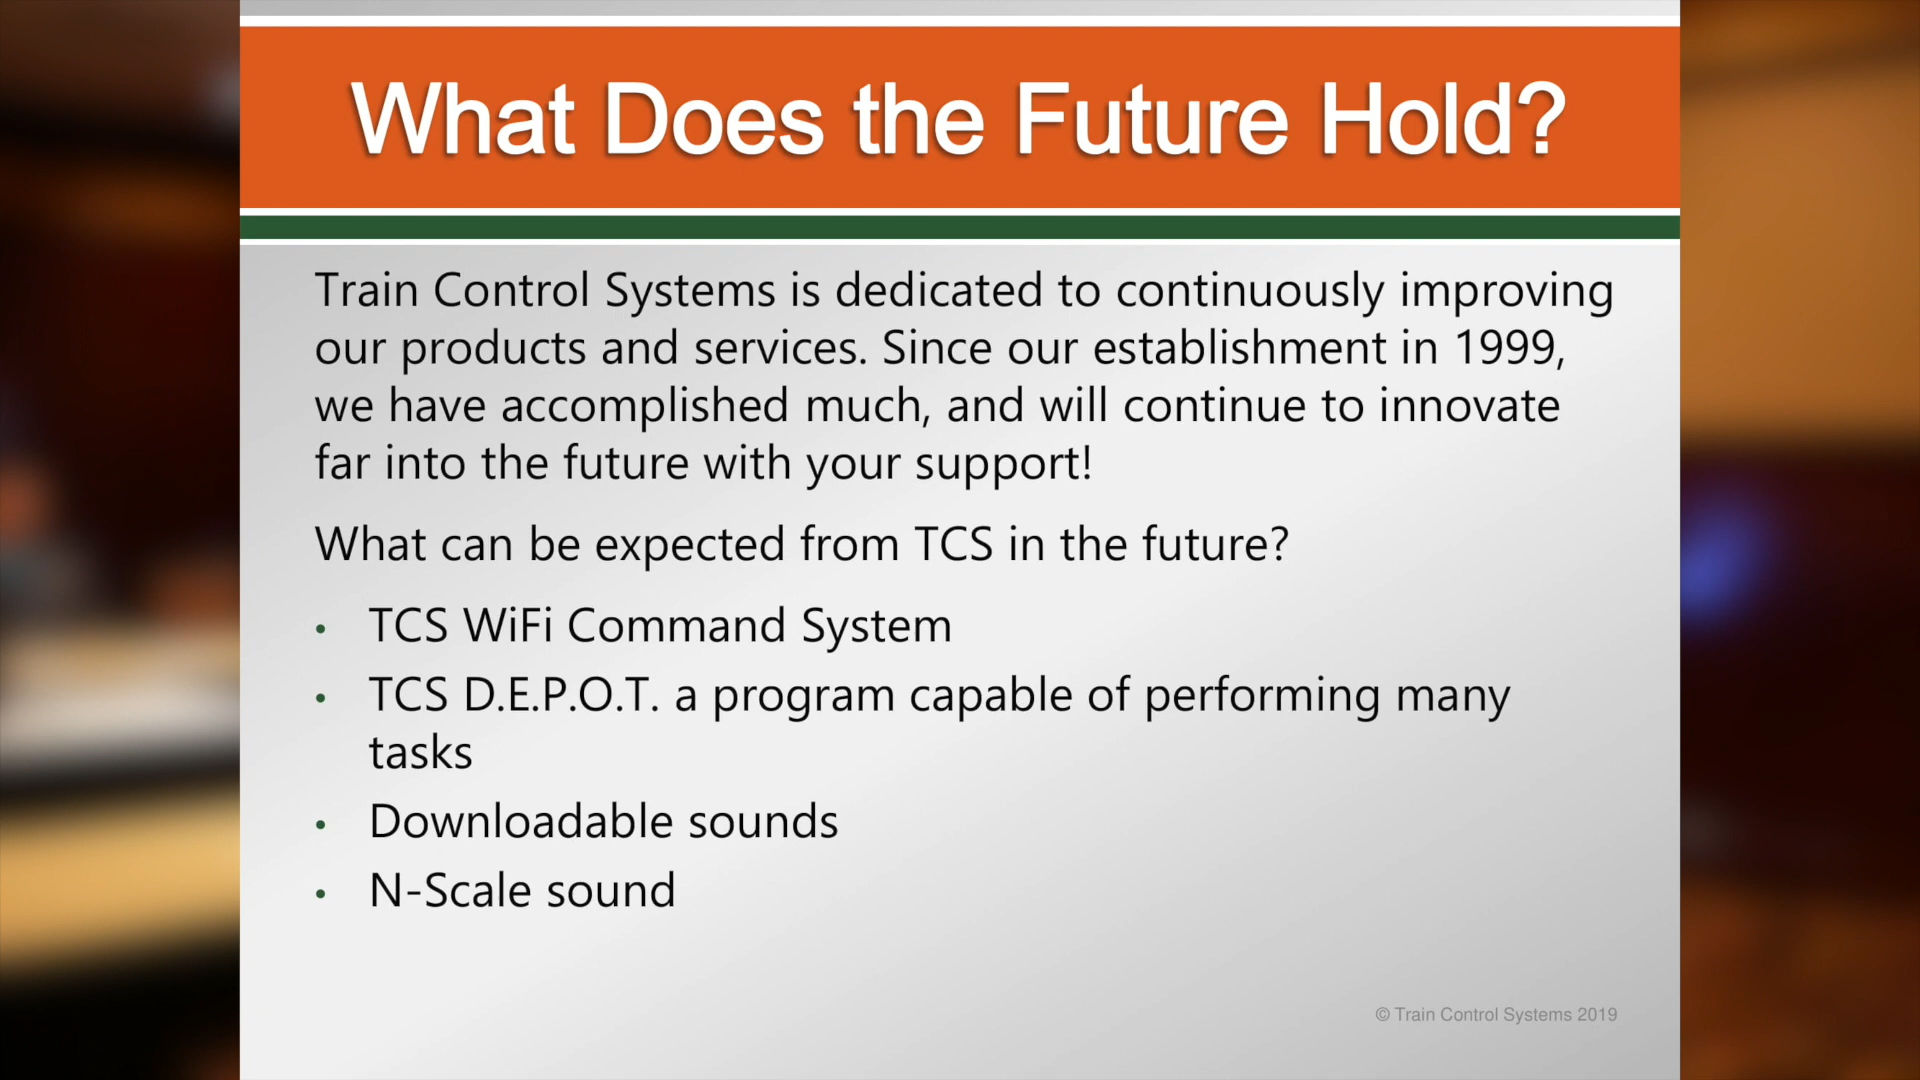 What Does the Future Hold?
Train Control Systems is dedicated to continuously improving
our products and services. Since our establishment in 1999,
we have accomplished much, and will continue to innovate
far into the future with your support!
What can be expected from TCS in the future?
• TCS WiFi Command System
• TCS D.E.P.O.T. a program capable of performing many
tasks
• Downloadable sounds
• N-Scale sound
© Train Control Systems 2019